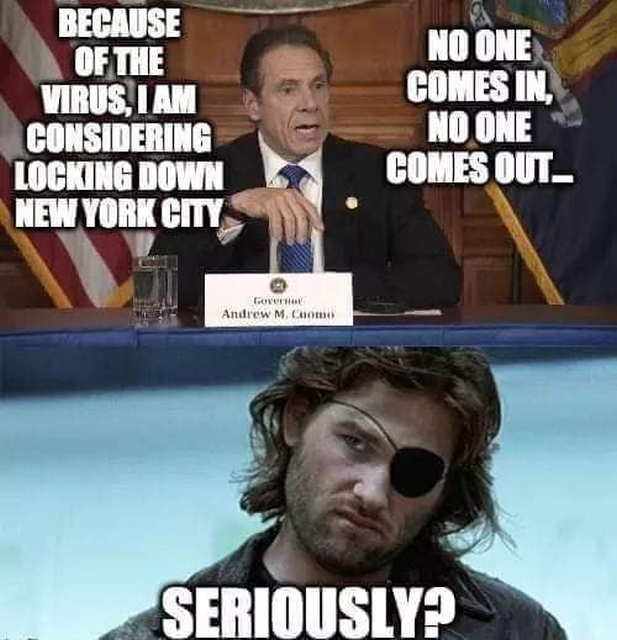 BECAUSE
OF THE
VIRUS, I AM
CONSIDERING
LOCKING DOWN
NEW YORK CITY
NO ONE
COMES IN,
NO ONE
COMES OUT...
Governor
Andrew M. Cuomo
SERIOUSLY?